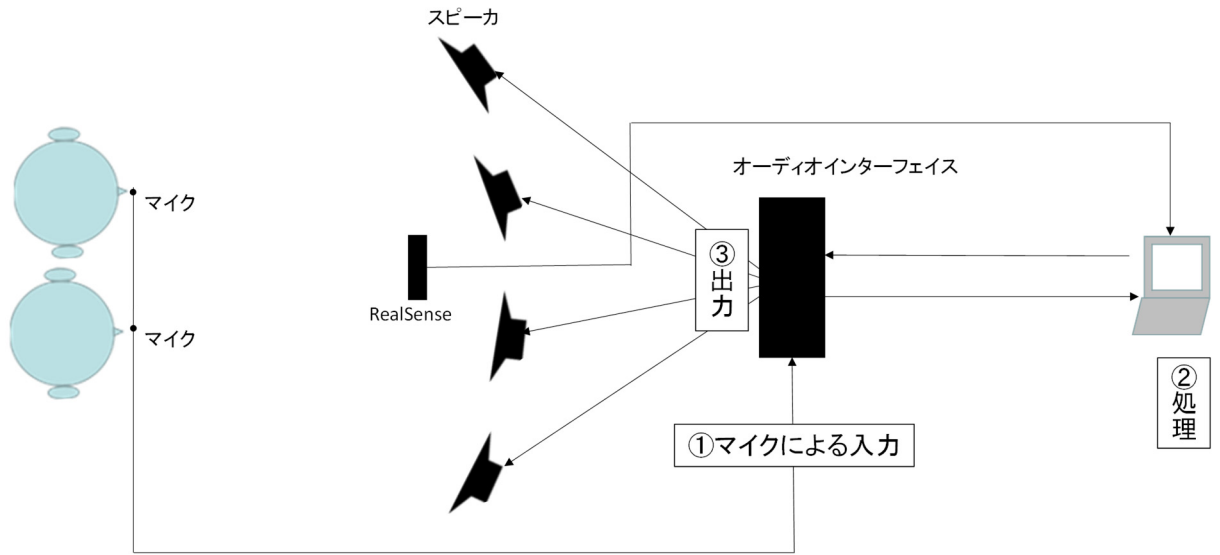 スピーカ
オーディオインターフェイス
マイク
RealSense
マイク
③出力
①マイクによる入力
②処理